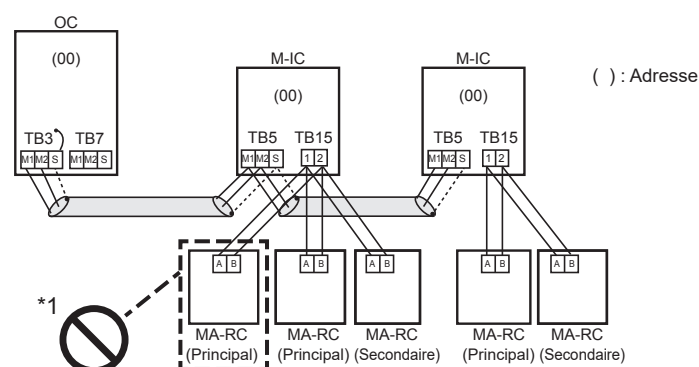 OC
(00)
TB3 TB7
M1 M2 S M1 M2 S
M-IC
(00)
TB5 TB15
M1 M2 S 1 2
M-IC
(00)
TB5 TB15
M1 M2 S 1 2
( ) : Adresse
*1
A B
MA-RC
(Principal)
A B
MA-RC
(Principal)
A B
MA-RC
(Secondaire)
A B
MA-RC
(Principal)
A B
MA-RC
(Secondaire)